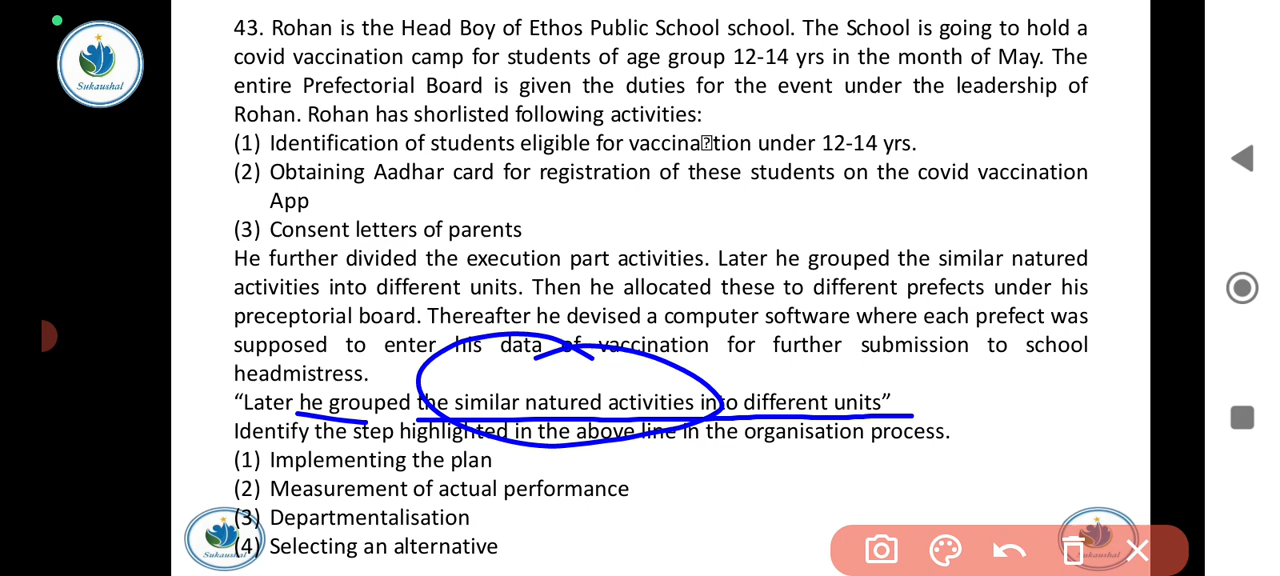 43. Rohan is the Head Boy of Ethos Public School school. The School is going to hold a
covid vaccination camp for students of age group 12-14 yrs in the month of May. The
entire Prefectorial Board is given the duties for the event under the leadership of
Rohan. Rohan has shorlisted following activities:
(1) Identification of students eligible for vaccina�tion under 12-14 yrs.
(2) Obtaining Aadhar card for registration of these students on the covid vaccination
App
(3) Consent letters of parents
He further divided the execution part activities. Later he grouped the similar natured
activities into different units. Then he allocated these to different prefects under his
preceptorial board. Thereafter he devised a computer software where each prefect was
supposed to enter his data of vaccination for further submission to school
headmistress.
“Later he grouped the similar natured activities into different units”
Identify the step highlighted in the above line in the organisation process.
(1) Implementing the plan
(2) Measurement of actual performance
(3) Departmentalisation
(4) Selecting an alternative
Sukaushal
Sukaushal
Sukaushal